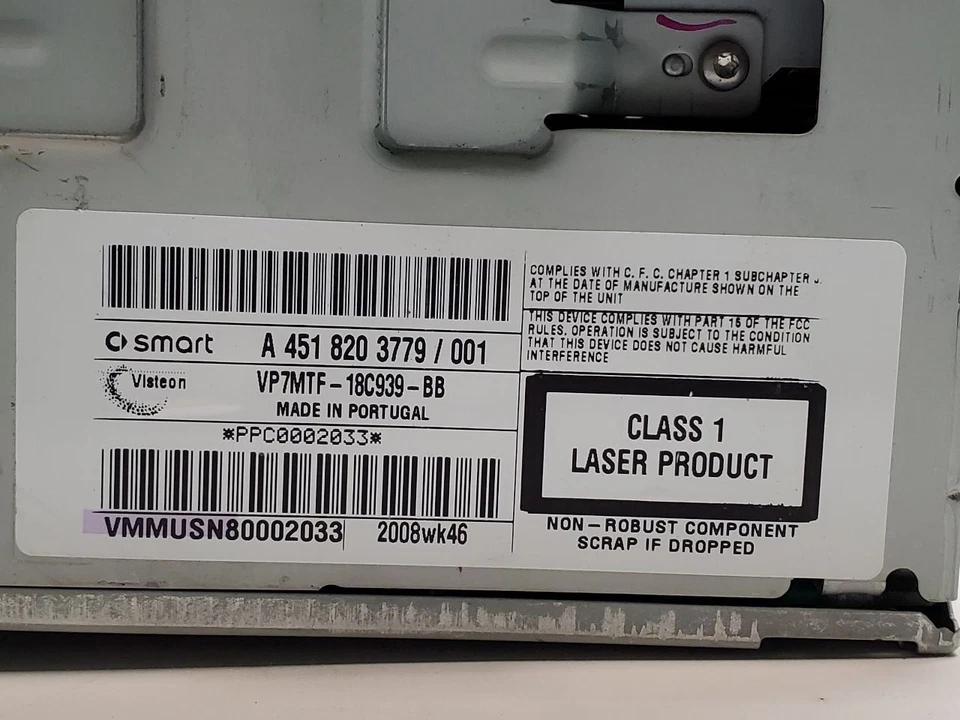 smart A 451 820 3779 / 001
Visteon VP7MTF-18C939-BB
MADE IN PORTUGAL
*PPC0002033*
VMMUSN80002033 2008wk46
COMPLIES WITH C. F. C. CHAPTER 1 SUBCHAPTER J.
AT THE DATE OF MANUFACTURE SHOWN ON THE
TOP OF THE UNIT
THIS DEVICE COMPLIES WITH PART 15 OF THE FCC
RULES. OPERATION IS SUBJECT TO THE CONDITION
THAT THIS DEVICE DOES NOT CAUSE HARMFUL
INTERFERENCE
CLASS 1
LASER PRODUCT
NON-ROBUST COMPONENT
SCRAP IF DROPPED